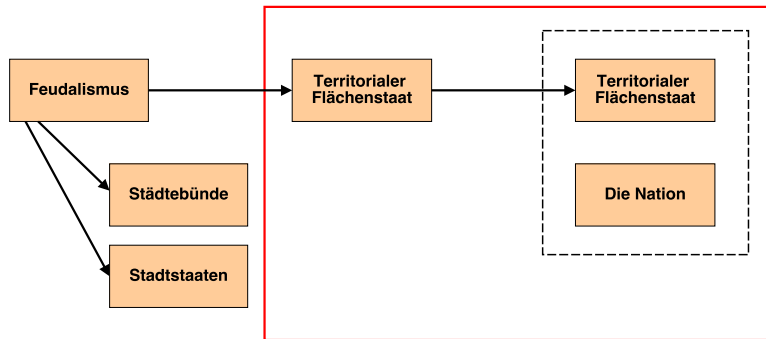 Feudalismus
Territorialer
Flächenstaat
Territorialer
Flächenstaat
Städtebünde
Die Nation
Stadtstaaten